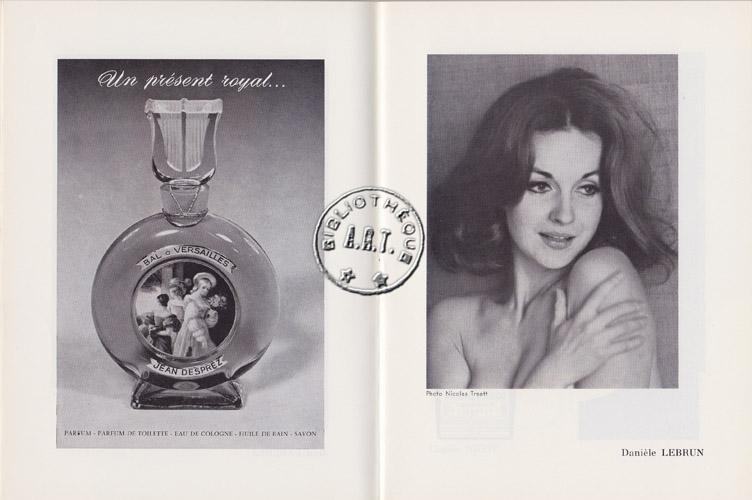 Un présent royal...
BAL à VERSAILLES
JEAN DESPREZ
PARFUM - PARFUM DE TOILETTE - EAU DE COLOGNE - HUILE DE BAIN - SAVON
BIBLIOTHÈQUE
A.R.T.
Photo Nicolas Treatt
Danièle LEBRUN